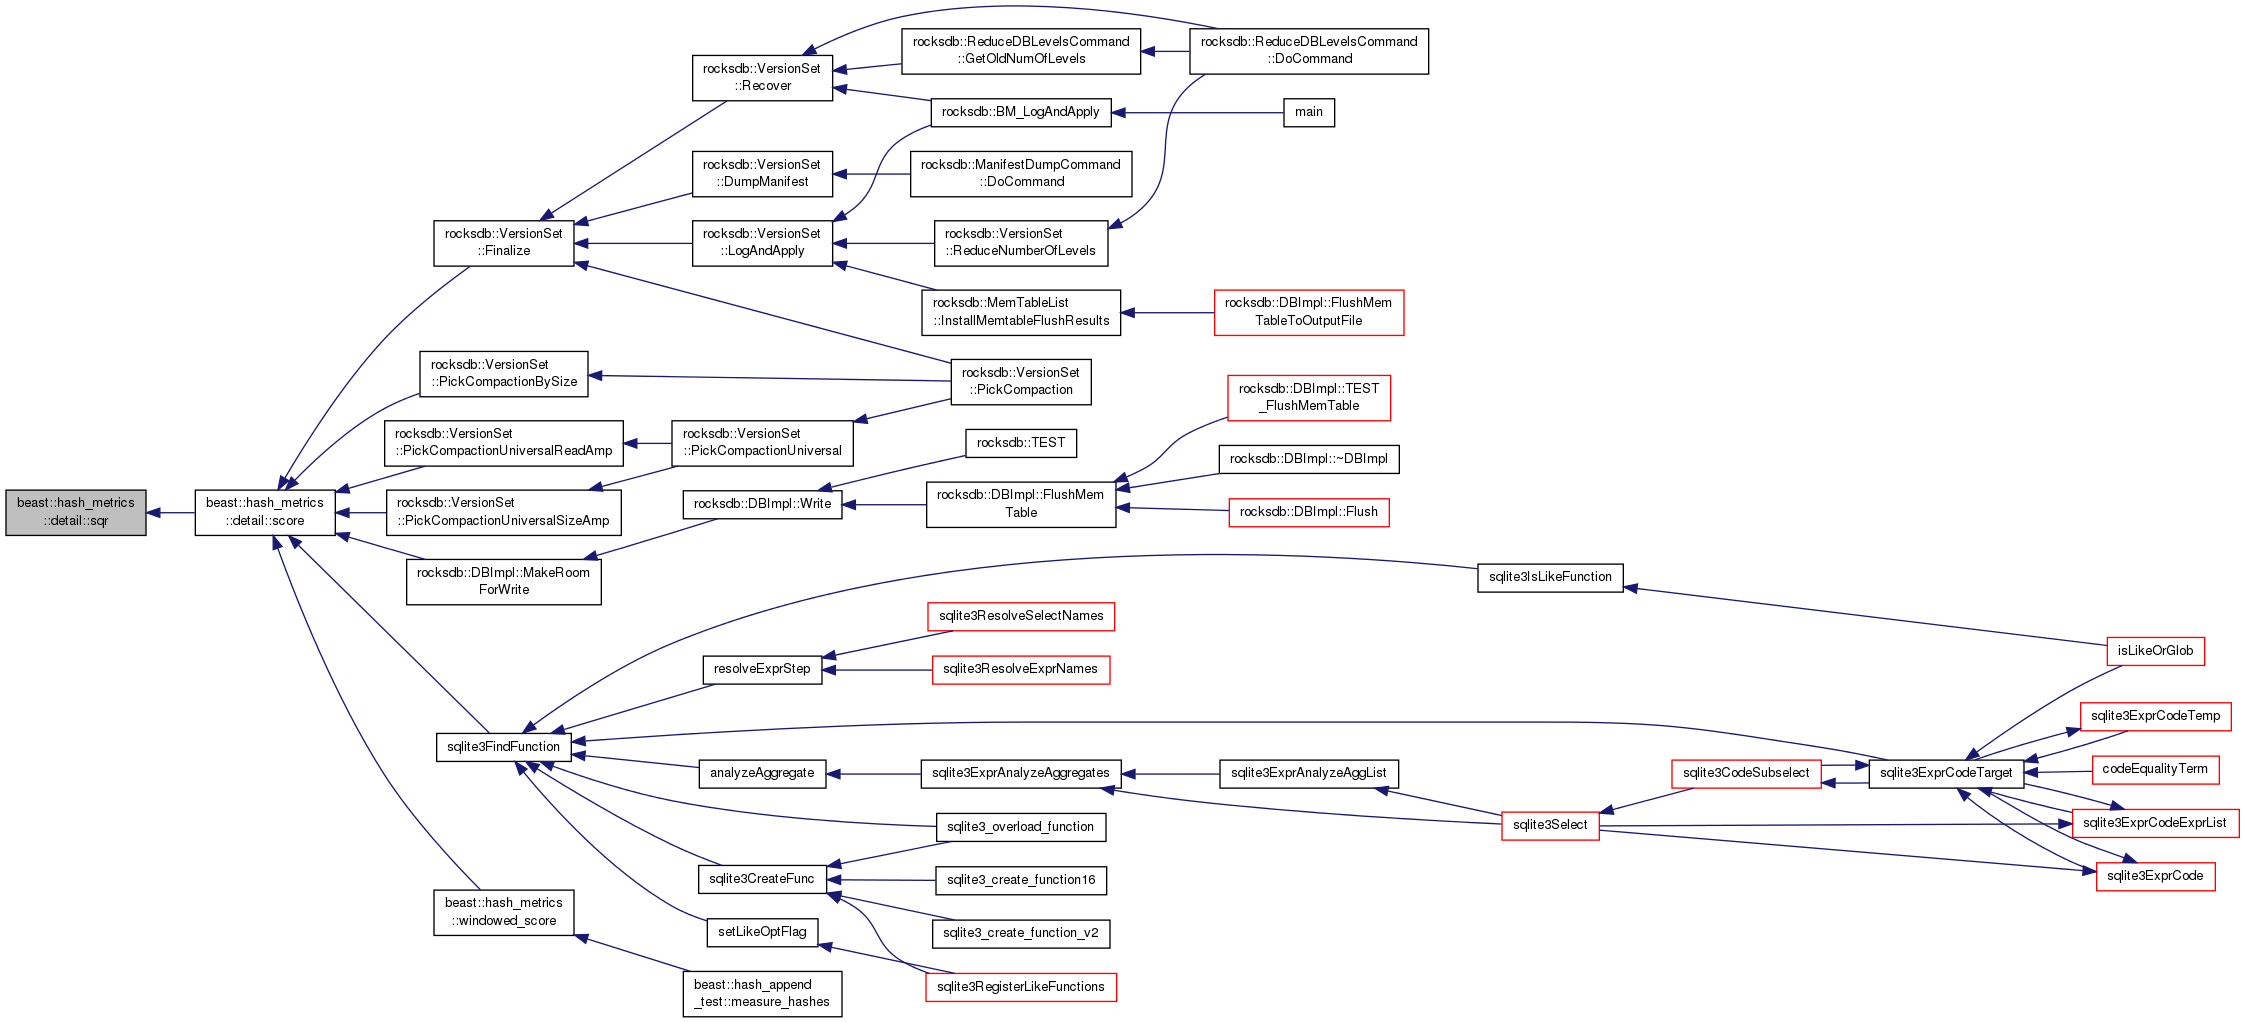 rocksdb::ReduceDBLevelsCommand
::GetOldNumOfLevels
rocksdb::ReduceDBLevelsCommand
::DoCommand
rocksdb::VersionSet
::Recover
rocksdb::BM_LogAndApply
main
rocksdb::VersionSet
::DumpManifest
rocksdb::ManifestDumpCommand
::DoCommand
rocksdb::VersionSet
::Finalize
rocksdb::VersionSet
::LogAndApply
rocksdb::VersionSet
::ReduceNumberOfLevels
rocksdb::MemTableList
::InstallMemtableFlushResults
rocksdb::DBImpl::FlushMem
TableToOutputFile
rocksdb::VersionSet
::PickCompactionBySize
rocksdb::VersionSet
::PickCompaction
rocksdb::DBImpl::TEST
_FlushMemTable
rocksdb::VersionSet
::PickCompactionUniversalReadAmp
rocksdb::VersionSet
::PickCompactionUniversal
rocksdb::TEST
rocksdb::DBImpl::~DBImpl
beast::hash_metrics
::detail::sqr
beast::hash_metrics
::detail::score
rocksdb::VersionSet
::PickCompactionUniversalSizeAmp
rocksdb::DBImpl::Write
rocksdb::DBImpl::FlushMem
Table
rocksdb::DBImpl::Flush
rocksdb::DBImpl::MakeRoom
ForWrite
sqlite3IsLikeFunction
sqlite3ResolveSelectNames
isLikeOrGlob
resolveExprStep
sqlite3ResolveExprNames
sqlite3ExprCodeTemp
sqlite3FindFunction
analyzeAggregate
sqlite3ExprAnalyzeAggregates
sqlite3ExprAnalyzeAggList
sqlite3CodeSubselect
sqlite3ExprCodeTarget
codeEqualityTerm
sqlite3_overload_function
sqlite3Select
sqlite3ExprCodeExprList
sqlite3CreateFunc
sqlite3_create_function16
sqlite3ExprCode
beast::hash_metrics
::windowed_score
setLikeOptFlag
sqlite3_create_function_v2
sqlite3RegisterLikeFunctions
beast::hash_append
_test::measure_hashes